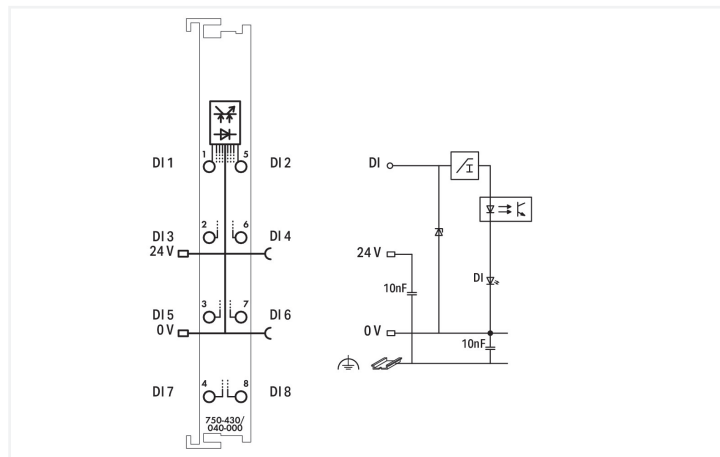 1
5
DI 1
DI 2
2
6
DI 3
DI 4
24 V
3
7
DI 5
DI 6
0 V
4
8
DI 7
DI 8
750-430/
040-000
DI
24 V
10nF
DI
0 V
10nF